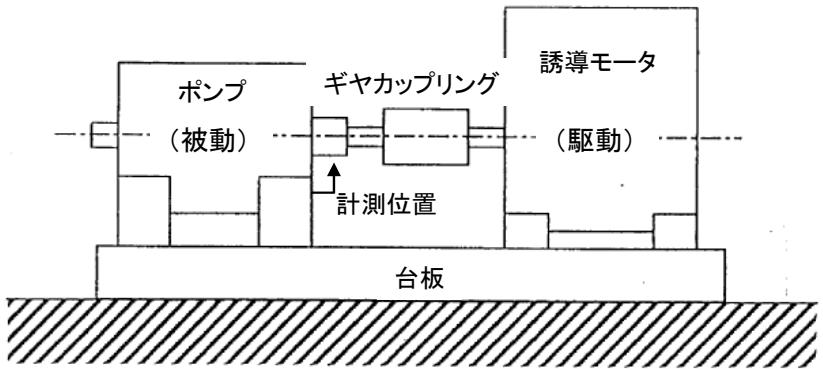 ポンプ
(被動)
ギヤカップリング
計測位置
誘導モータ
(駆動)
台板